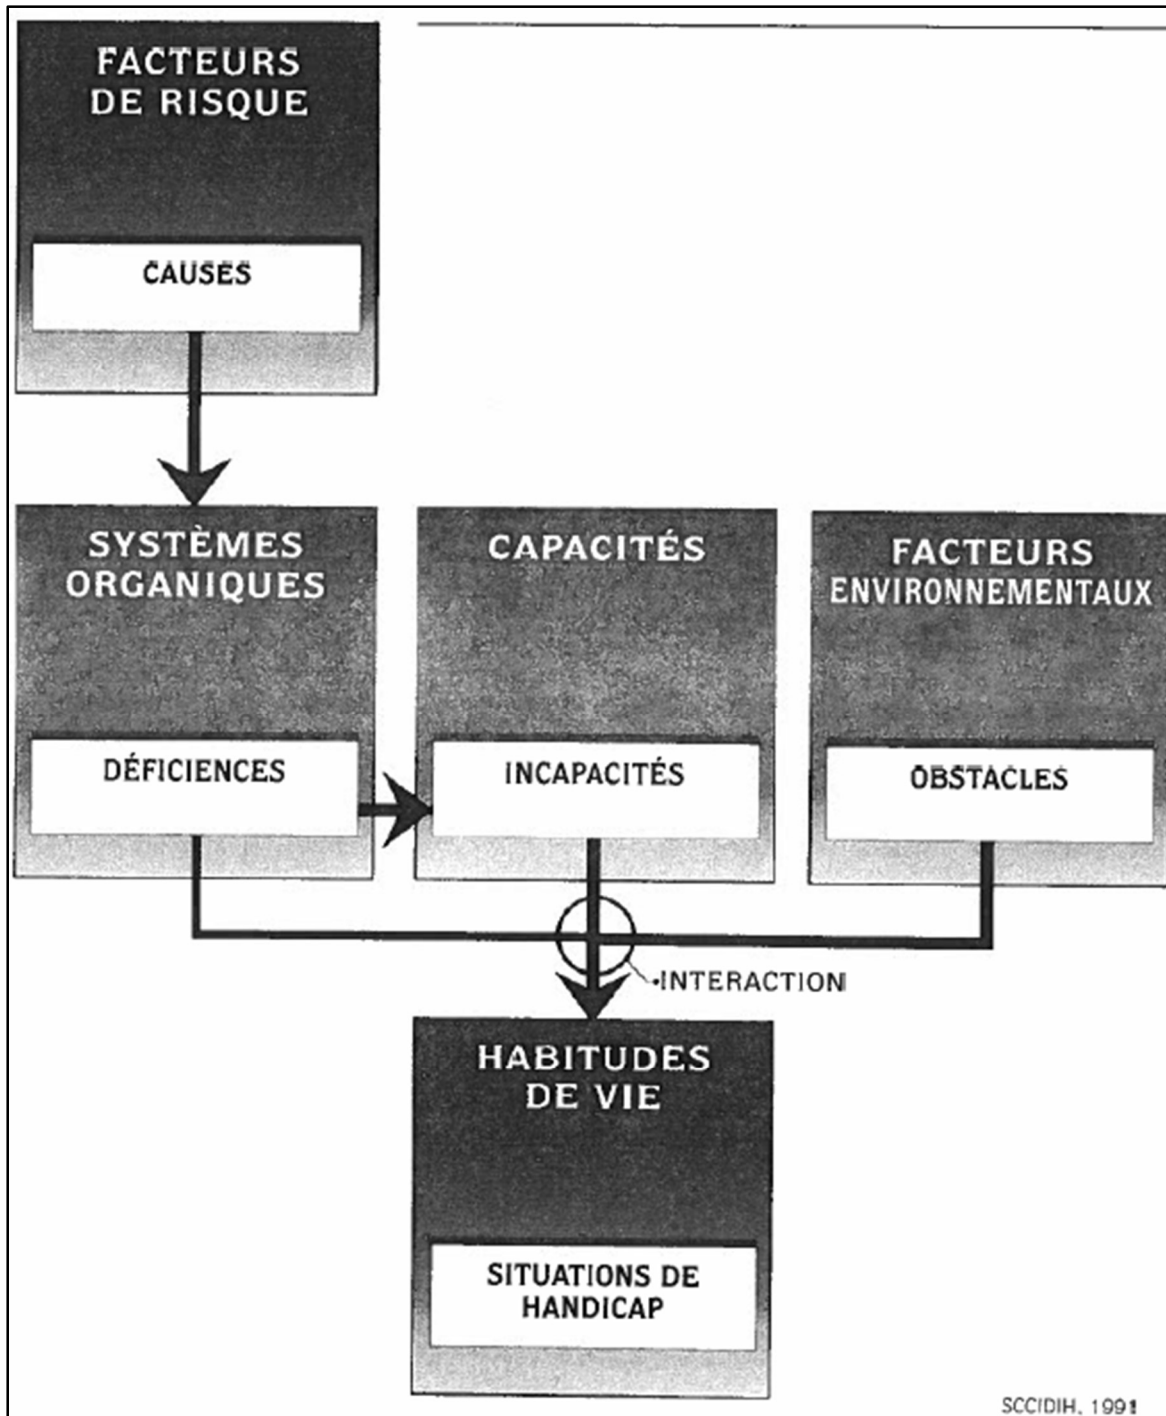 FACTEURS
DE RISQUE
CAUSES
SYSTÈMES
ORGANIQUES
DÉFICIENCES
CAPACITÉS
INCAPACITÉS
FACTEURS
ENVIRONNEMENTAUX
OBSTACLES
INTERACTION
HABITUDES
DE VIE
SITUATIONS DE
HANDICAP
SCCIDIH, 1991